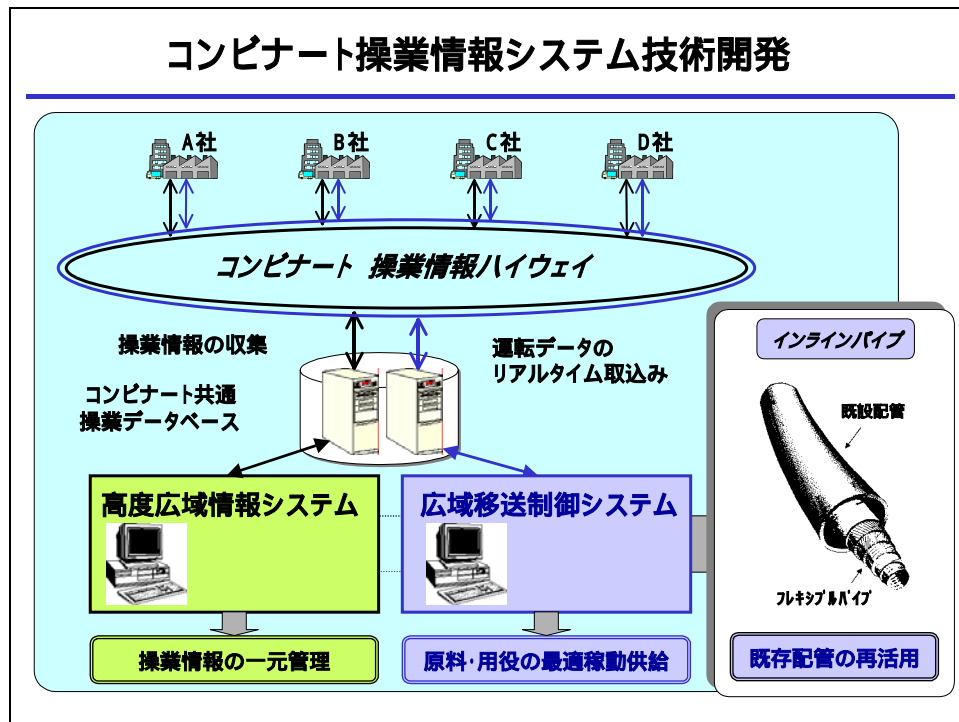 コンビナート操業情報システム技術開発
A社
B社
C社
D社
コンビナート 操業情報ハイウェイ
操業情報の収集
運転データの
リアルタイム取込み
コンビナート共通
操業データベース
高度広域情報システム
広域移送制御システム
操業情報の一元管理
原料・用役の最適稼動供給
インラインパイプ
既設配管
フレキシブルパイプ
既存配管の再活用